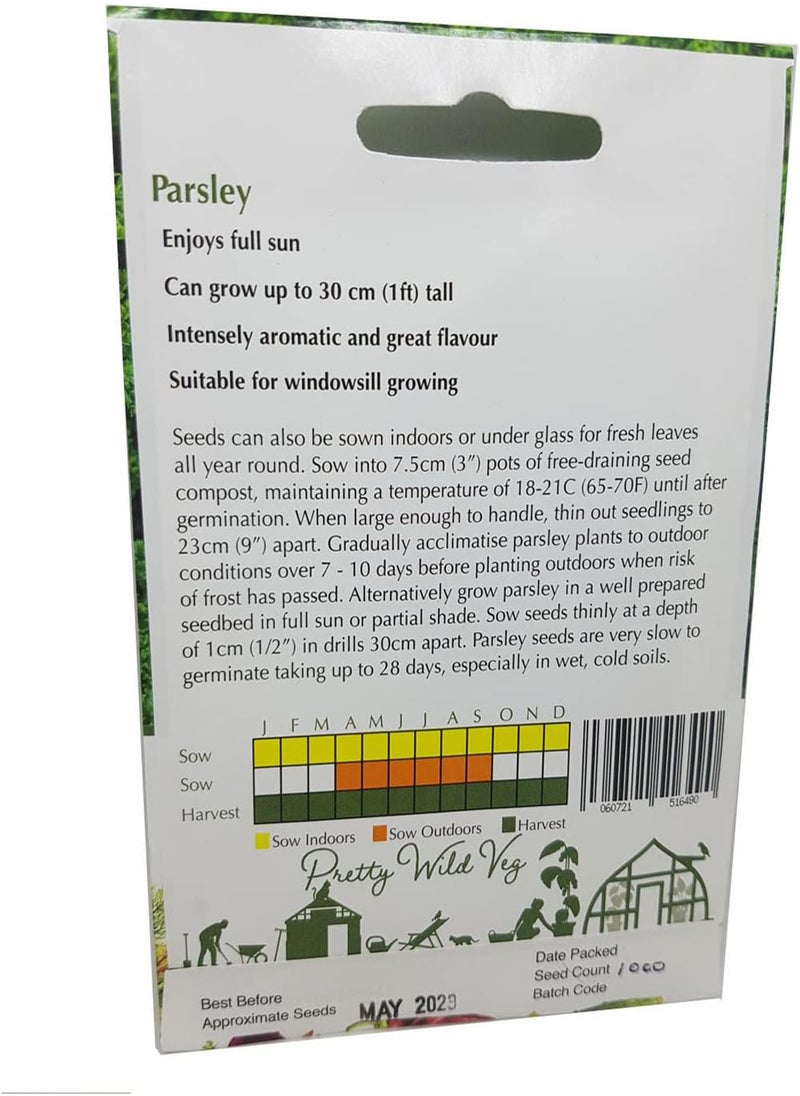 Parsley
Enjoys full sun
Can grow up to 30 cm (1ft) tall
Intensely aromatic and great flavour
Suitable for windowsill growing
Seeds can also be sown indoors or under glass for fresh leaves
all year round. Sow into 7.5cm (3") pots of free-draining seed
compost, maintaining a temperature of 18-21C (65-70F) until after
germination. When large enough to handle, thin out seedlings to
23cm (9") apart. Gradually acclimatise parsley plants to outdoor
conditions over 7 - 10 days before planting outdoors when risk
of frost has passed. Alternatively grow parsley in a well prepared
seedbed in full sun or partial shade. Sow seeds thinly at a depth
of 1cm (1/2") in drills 30cm apart. Parsley seeds are very slow to
germinate taking up to 28 days, especially in wet, cold soils.
J F M A M J J A S O N D
Sow
Sow
Harvest
060721 516490
Sow Indoors Sow Outdoors Harvest
Pretty Wild Veg
Date Packed
Seed Count
Batch Code
Best Before
Approximate Seeds MAY